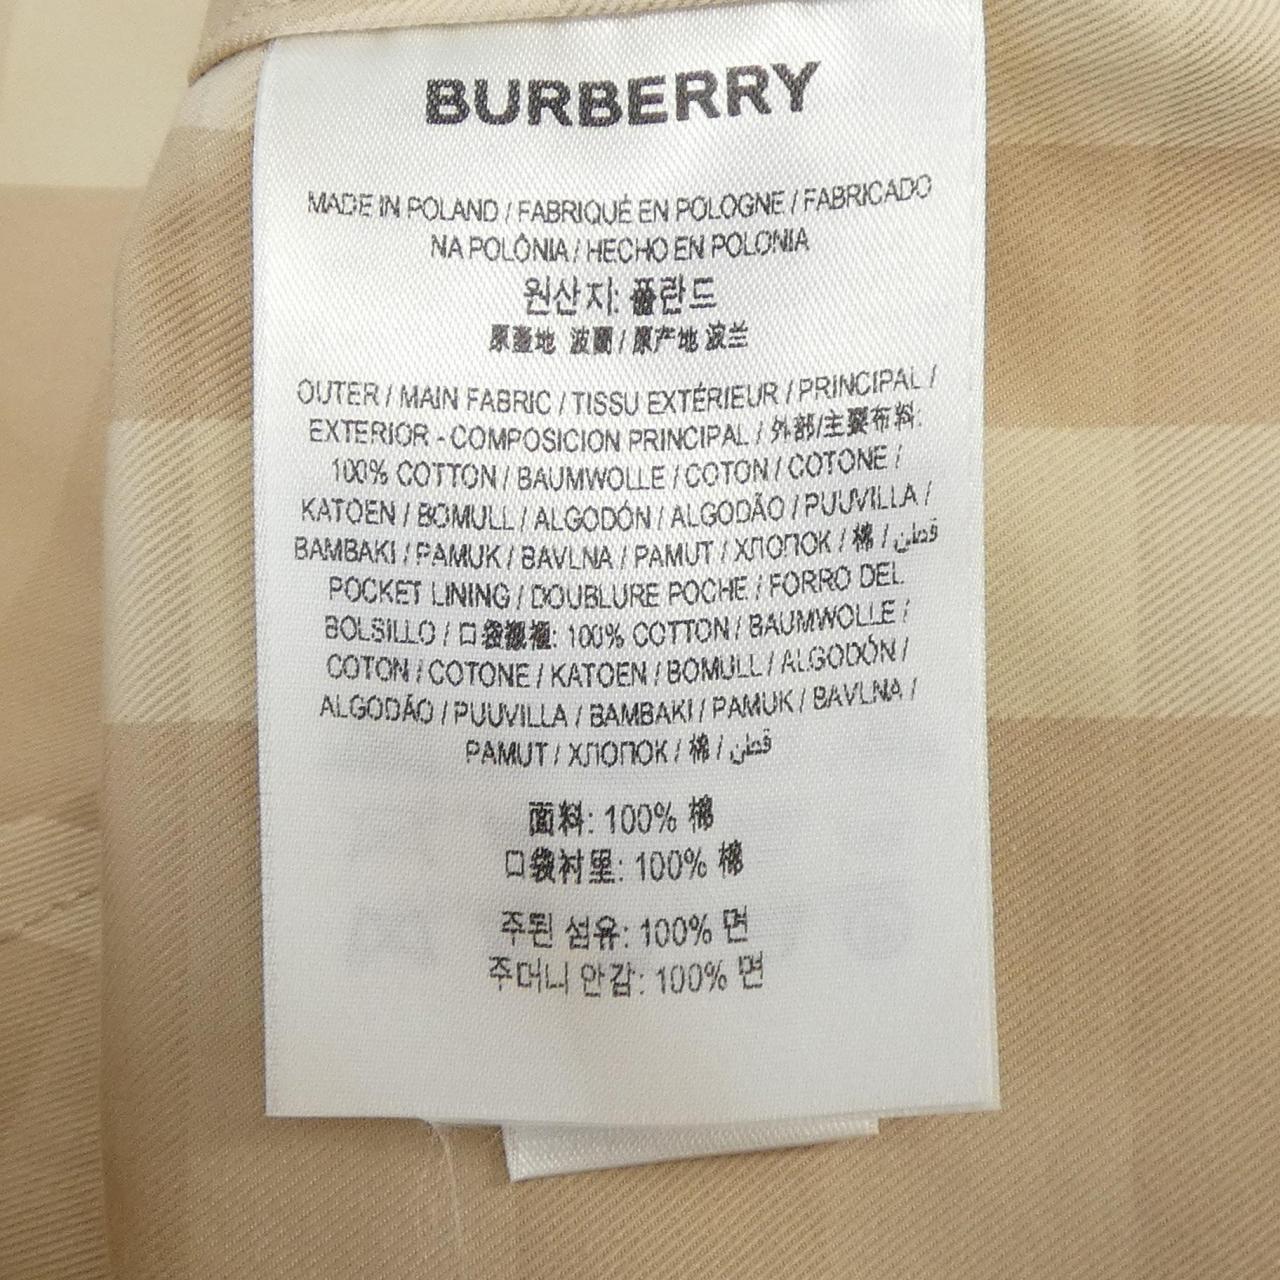 BURBERRY
MADE IN POLAND / FABRIQUÉ EN POLOGNE / FABRICADO
NA POLÔNIA / HECHO EN POLONIA
원산지: 폴란드
原產地 波蘭 / 原产地 波兰
OUTER / MAIN FABRIC / TISSU EXTÉRIEUR / PRINCIPAL /
EXTERIOR - COMPOSICION PRINCIPAL / 外部/主要布料:
100% COTTON / BAUMWOLLE / COTON / COTONE /
KATOEN / BOMULL / ALGODÓN / ALGODÃO / PUUVILLA /
BAMBAKI / PAMUK / BAVLNA / PAMUT / ХЛОПОК / 棉 / قطن
POCKET LINING / DOUBLURE POCHE / FORRO DEL
BOLSILLO / 口袋襯裡: 100% COTTON / BAUMWOLLE /
COTON / COTONE / KATOEN / BOMULL / ALGODÓN /
ALGODÃO / PUUVILLA / BAMBAKI / PAMUK / BAVLNA /
PAMUT / ХЛОПОК / 棉 / قطن
面料: 100% 棉
口袋衬里: 100% 棉
주된 섬유: 100% 면
주머니 안감: 100% 면